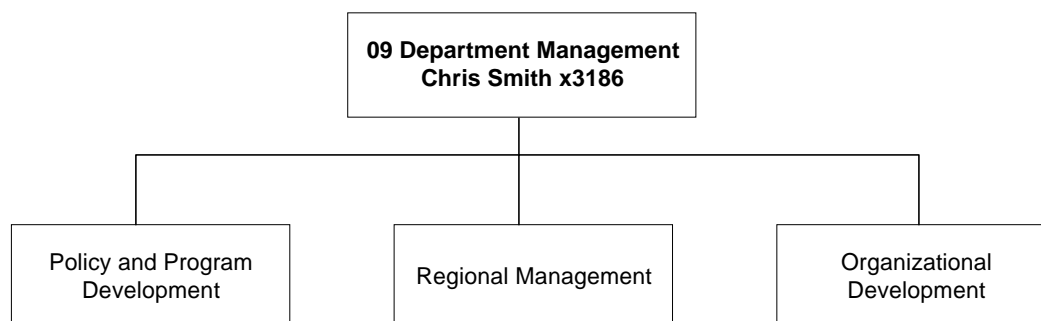 09 Department Management
Chris Smith x3186
Policy and Program
Development
Regional Management
Organizational
Development